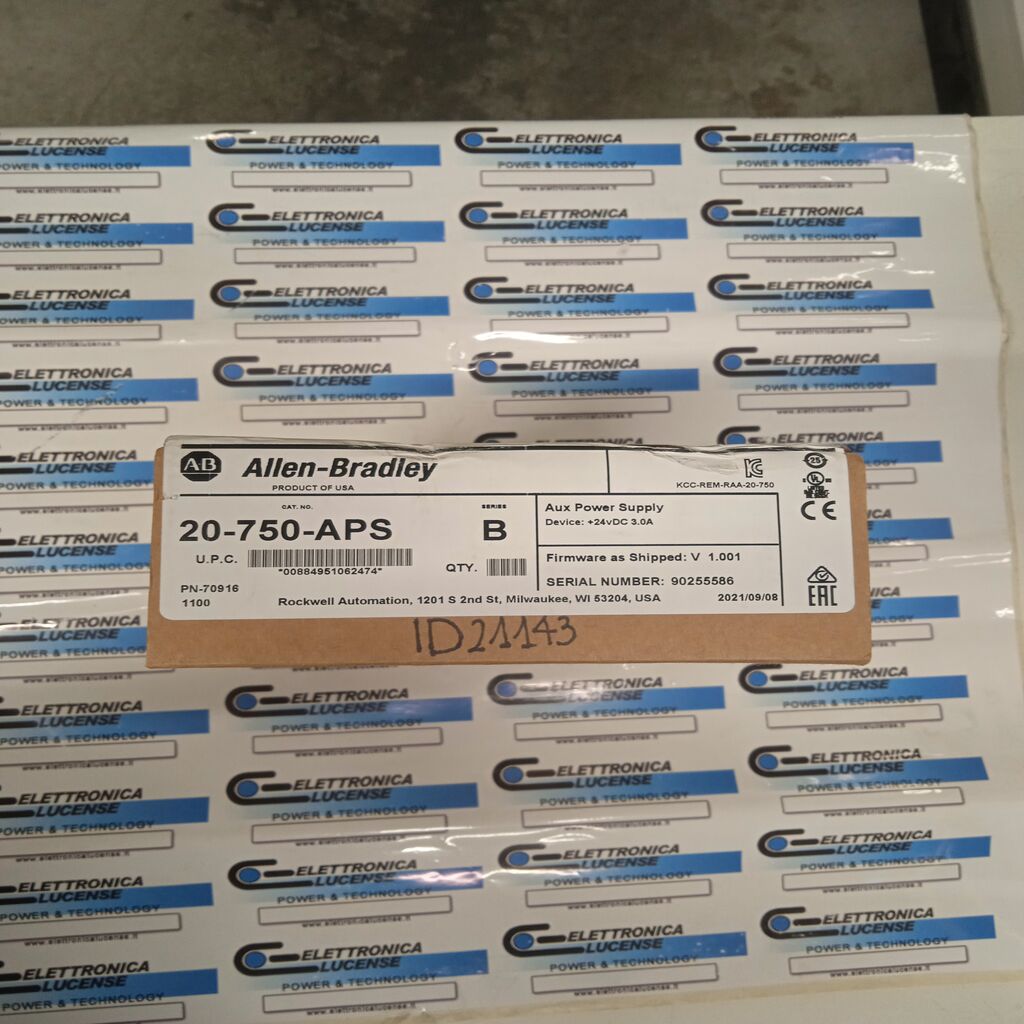 ELETTRONICA
LUCENSE
POWER & TECHNOLOGY
www.elettronicalucense.it
AB Allen-Bradley
PRODUCT OF USA
KCC-REM-RAA-20-750
25
UL
CE
CAT. NO.
20-750-APS
SERIES
B
Aux Power Supply
Device: +24vDC 3.0A
U.P.C.
"00884951062474"
QTY.
Firmware as Shipped: V 1.001
SERIAL NUMBER: 90255586
PN-70916
1100
Rockwell Automation, 1201 S 2nd St, Milwaukee, WI 53204, USA
2021/09/08
EAC
ID21143